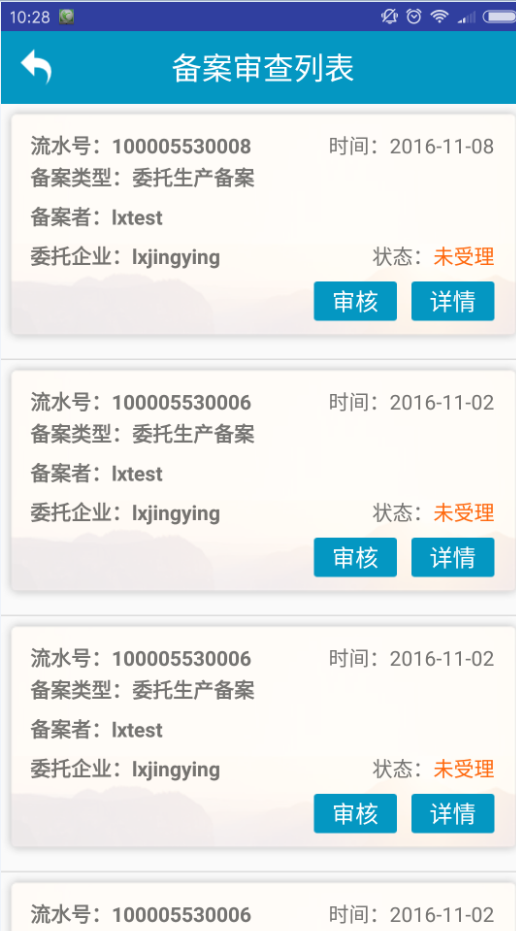 10:28
备案审查列表
流水号：100005530008 时间：2016-11-08
备案类型：委托生产备案
备案者：lxtest
委托企业：lxjingying 状态：未受理
审核 详情
流水号：100005530006 时间：2016-11-02
备案类型：委托生产备案
备案者：lxtest
委托企业：lxjingying 状态：未受理
审核 详情
流水号：100005530006 时间：2016-11-02
备案类型：委托生产备案
备案者：lxtest
委托企业：lxjingying 状态：未受理
审核 详情
流水号：100005530006 时间：2016-11-02